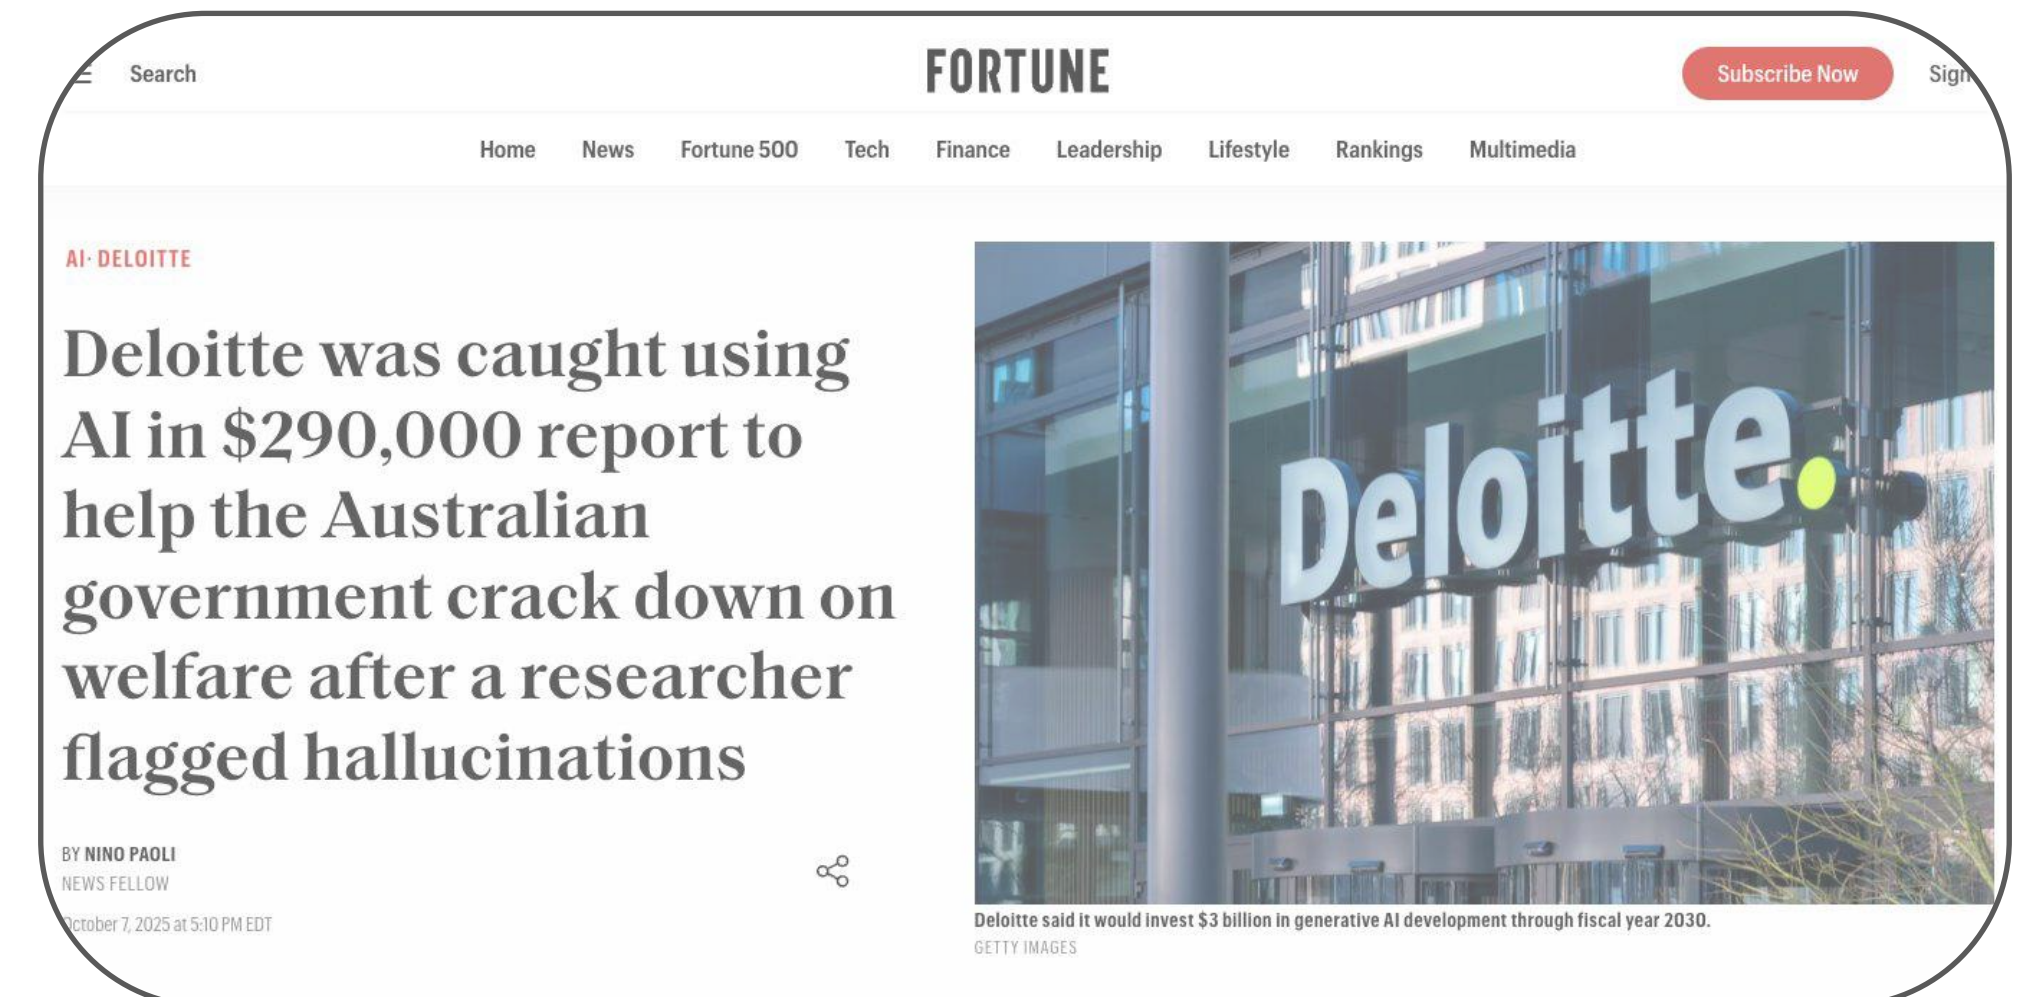 Search
FORTUNE
Subscribe Now
Sign
Home News Fortune 500 Tech Finance Leadership Lifestyle Rankings Multimedia
AI· DELOITTE
Deloitte was caught using
AI in $290,000 report to
help the Australian
government crack down on
welfare after a researcher
flagged hallucinations
BY NINO PAOLI
NEWS FELLOW
October 7, 2025 at 5:10 PM EDT
Deloitte.
Deloitte said it would invest $3 billion in generative AI development through fiscal year 2030.
GETTY IMAGES